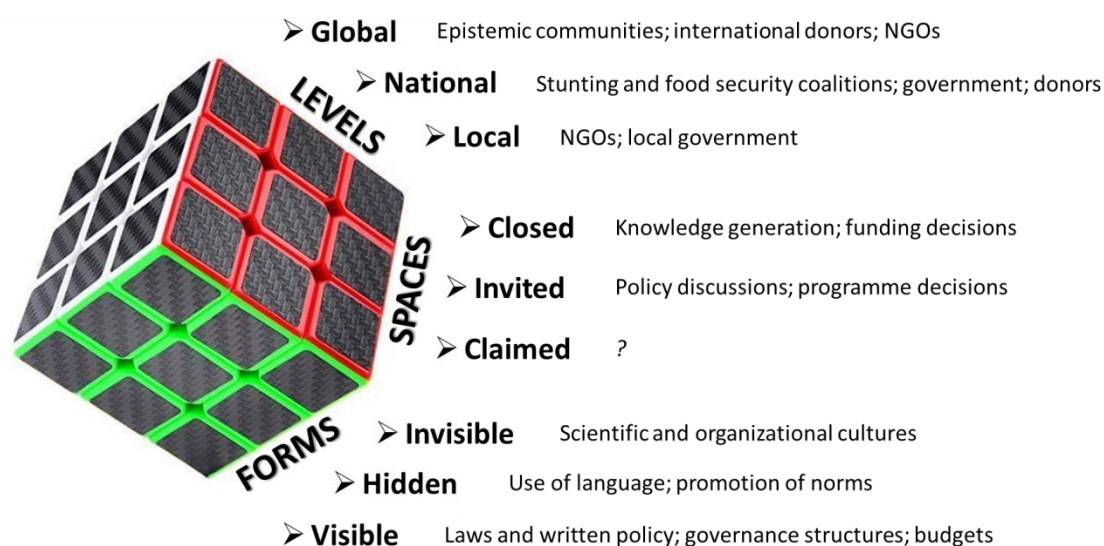 ➢ Global Epistemic communities; international donors; NGOs
➢ National Stunting and food security coalitions; government; donors
LEVELS
➢ Local NGOs; local government
➢ Closed Knowledge generation; funding decisions
SPACES
➢ Invited Policy discussions; programme decisions
➢ Claimed ?
➢ Invisible Scientific and organizational cultures
FORMS
➢ Hidden Use of language; promotion of norms
➢ Visible Laws and written policy; governance structures; budgets